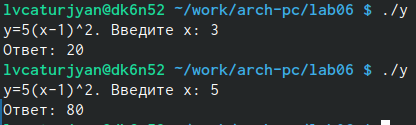 lvcaturjyan@dk6n52 ~/work/arch-pc/lab06 $ ./y
y=5(x-1)^2. Введите x: 3
Ответ: 20
lvcaturjyan@dk6n52 ~/work/arch-pc/lab06 $ ./y
y=5(x-1)^2. Введите x: 5
Ответ: 80